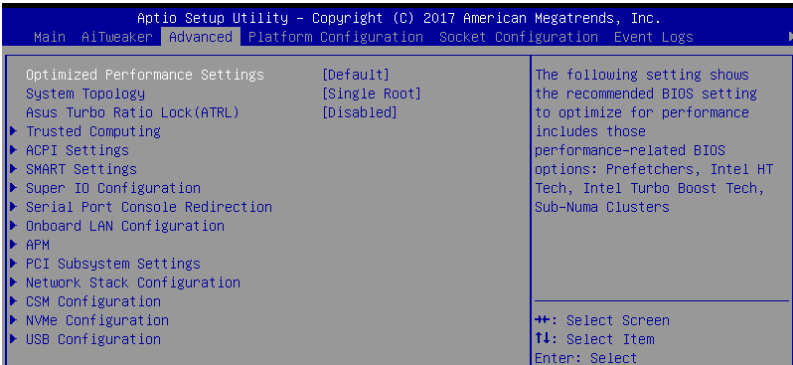 Aptio Setup Utility – Copyright (C) 2017 American Megatrends, Inc.
Main AiTweaker Advanced Platform Configuration Socket Configuration Event Logs
Optimized Performance Settings [Default]
System Topology [Single Root]
Asus Turbo Ratio Lock(ATRL) [Disabled]
Trusted Computing
ACPI Settings
SMART Settings
Super IO Configuration
Serial Port Console Redirection
Onboard LAN Configuration
APM
PCI Subsystem Settings
Network Stack Configuration
CSM Configuration
NVMe Configuration
USB Configuration
The following setting shows
the recommended BIOS setting
to optimize for performance
includes those
performance-related BIOS
options: Prefetchers, Intel HT
Tech, Intel Turbo Boost Tech,
Sub-Numa Clusters
→←: Select Screen
↑↓: Select Item
Enter: Select